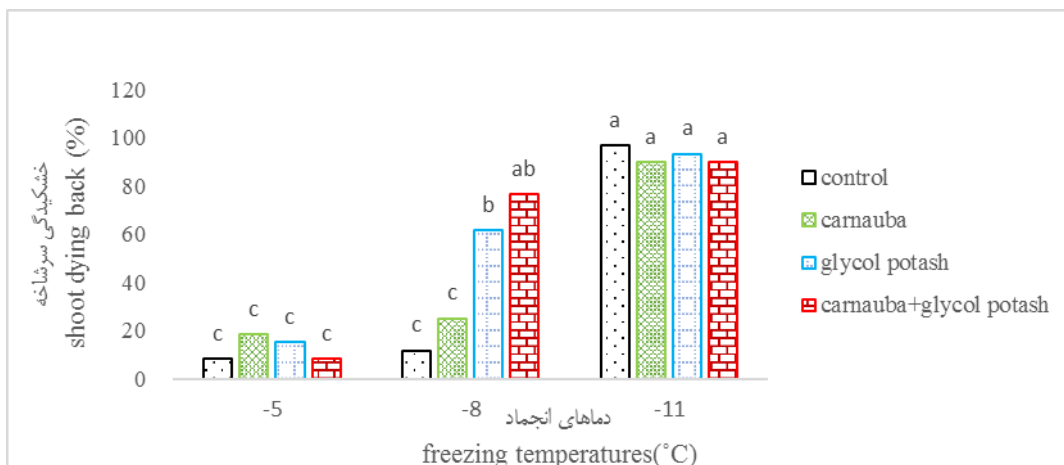 120
100
80
60
40
20
0
خشکیدگی سرشاخه
shoot dying back (%)
c
c
c
c
c
c
b
ab
a
a
a
a
-5
-8
-11
دماهای انجماد
freezing temperatures(˚C)
control
carnauba
glycol potash
carnauba+glycol potash